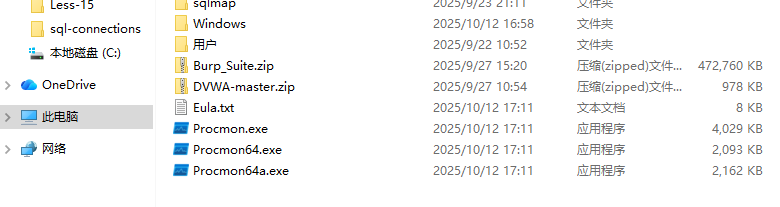 Less-15
sql-connections
本地磁盘 (C:)
OneDrive
此电脑
网络
sqlmap 2025/9/23 21:11 文件夹
Windows 2025/10/12 16:58 文件夹
用户 2025/9/22 10:52 文件夹
Burp_Suite.zip 2025/9/27 15:20 压缩(zipped)文件... 472,760 KB
DVWA-master.zip 2025/9/27 10:54 压缩(zipped)文件... 978 KB
Eula.txt 2025/10/12 17:11 文本文档 8 KB
Procmon.exe 2025/10/12 17:11 应用程序 4,029 KB
Procmon64.exe 2025/10/12 17:11 应用程序 2,093 KB
Procmon64a.exe 2025/10/12 17:11 应用程序 2,162 KB